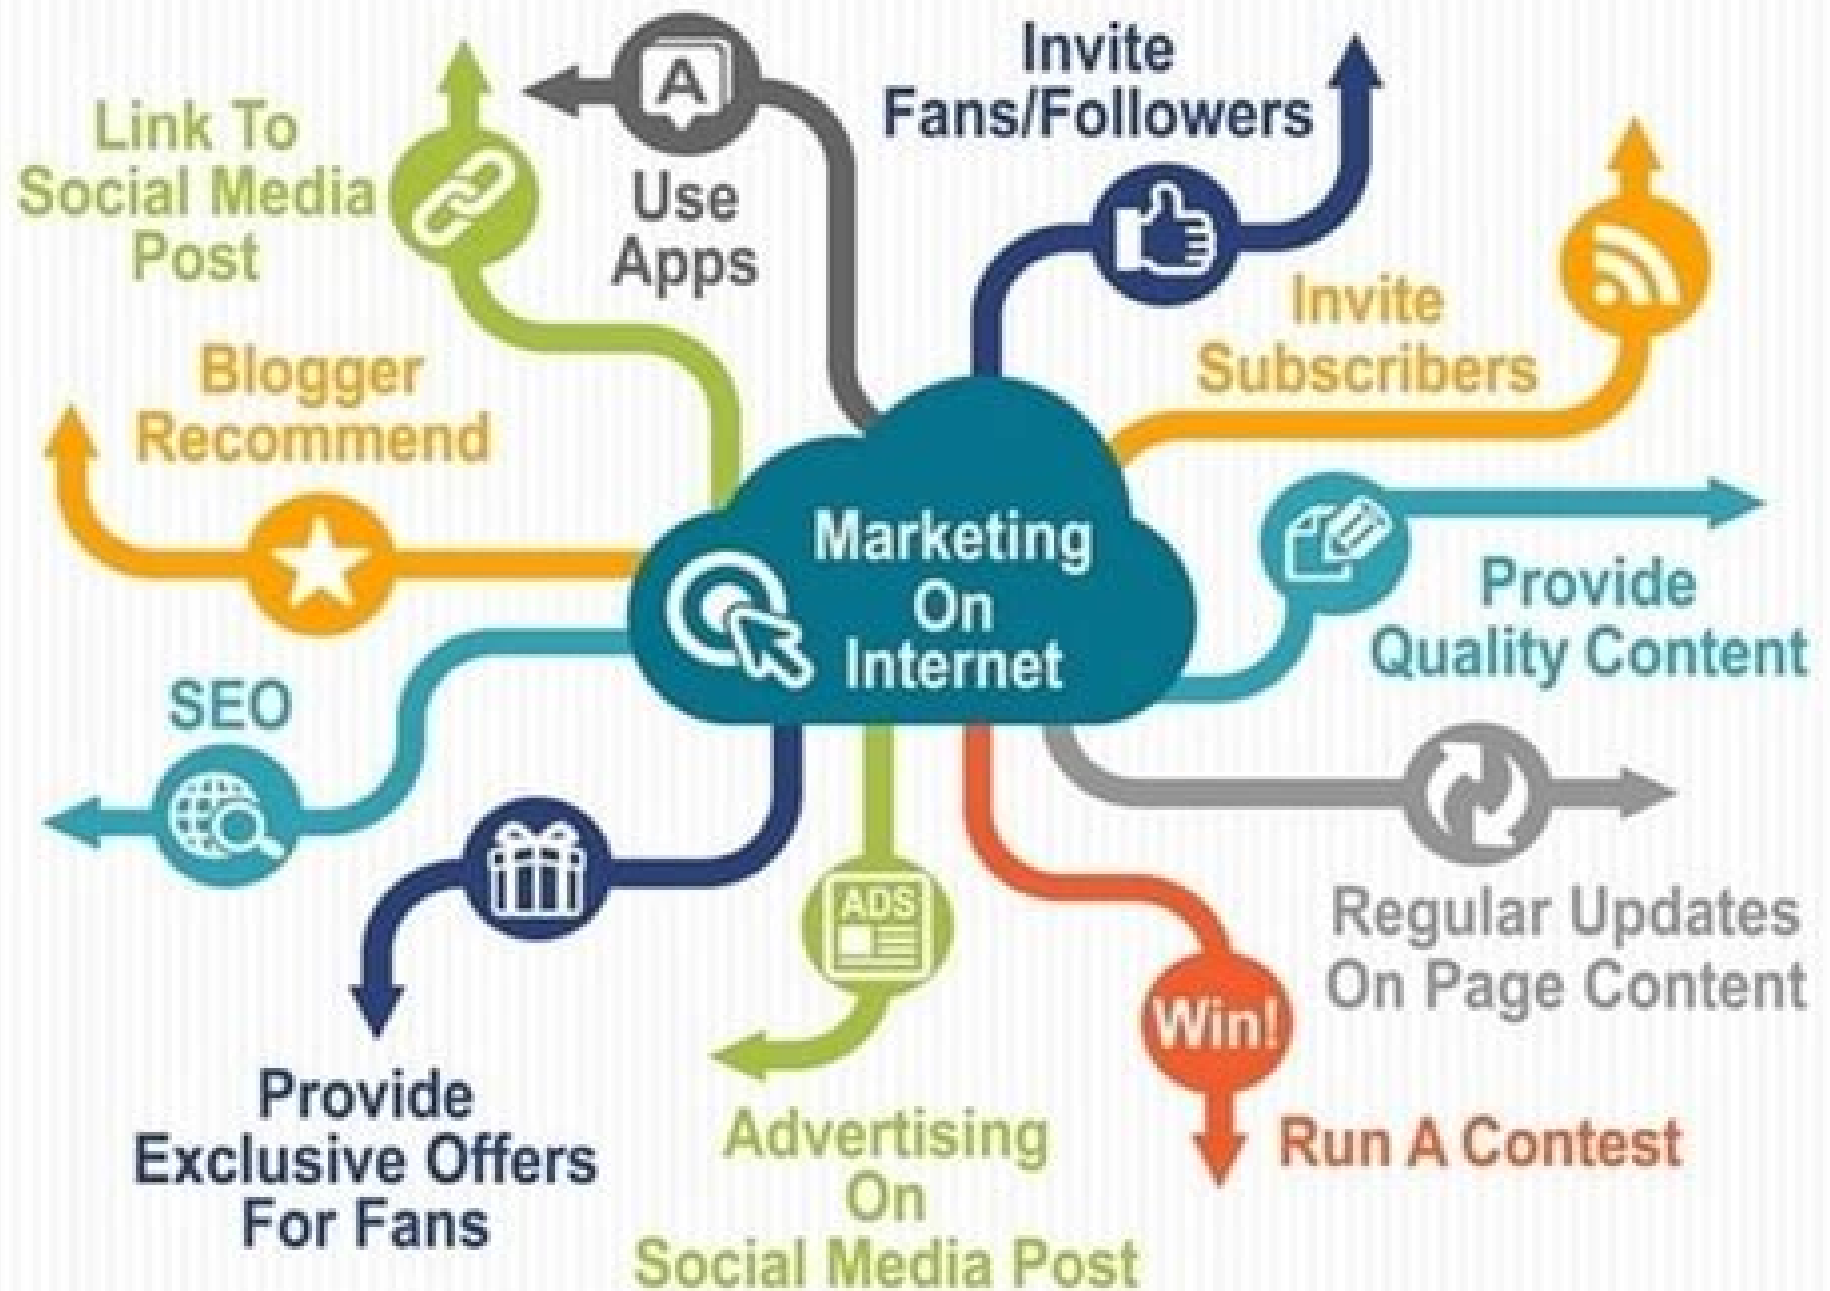 Link To
Social Media
Post
A
Use
Apps
Invite
Fans/Followers
Invite
Subscribers
Blogger
Recommend
Marketing
On
Internet
Provide
Quality Content
SEO
Regular Updates
On Page Content
Provide
Exclusive Offers
For Fans
ADS
Advertising
On
Social Media Post
Win!
Run A Contest